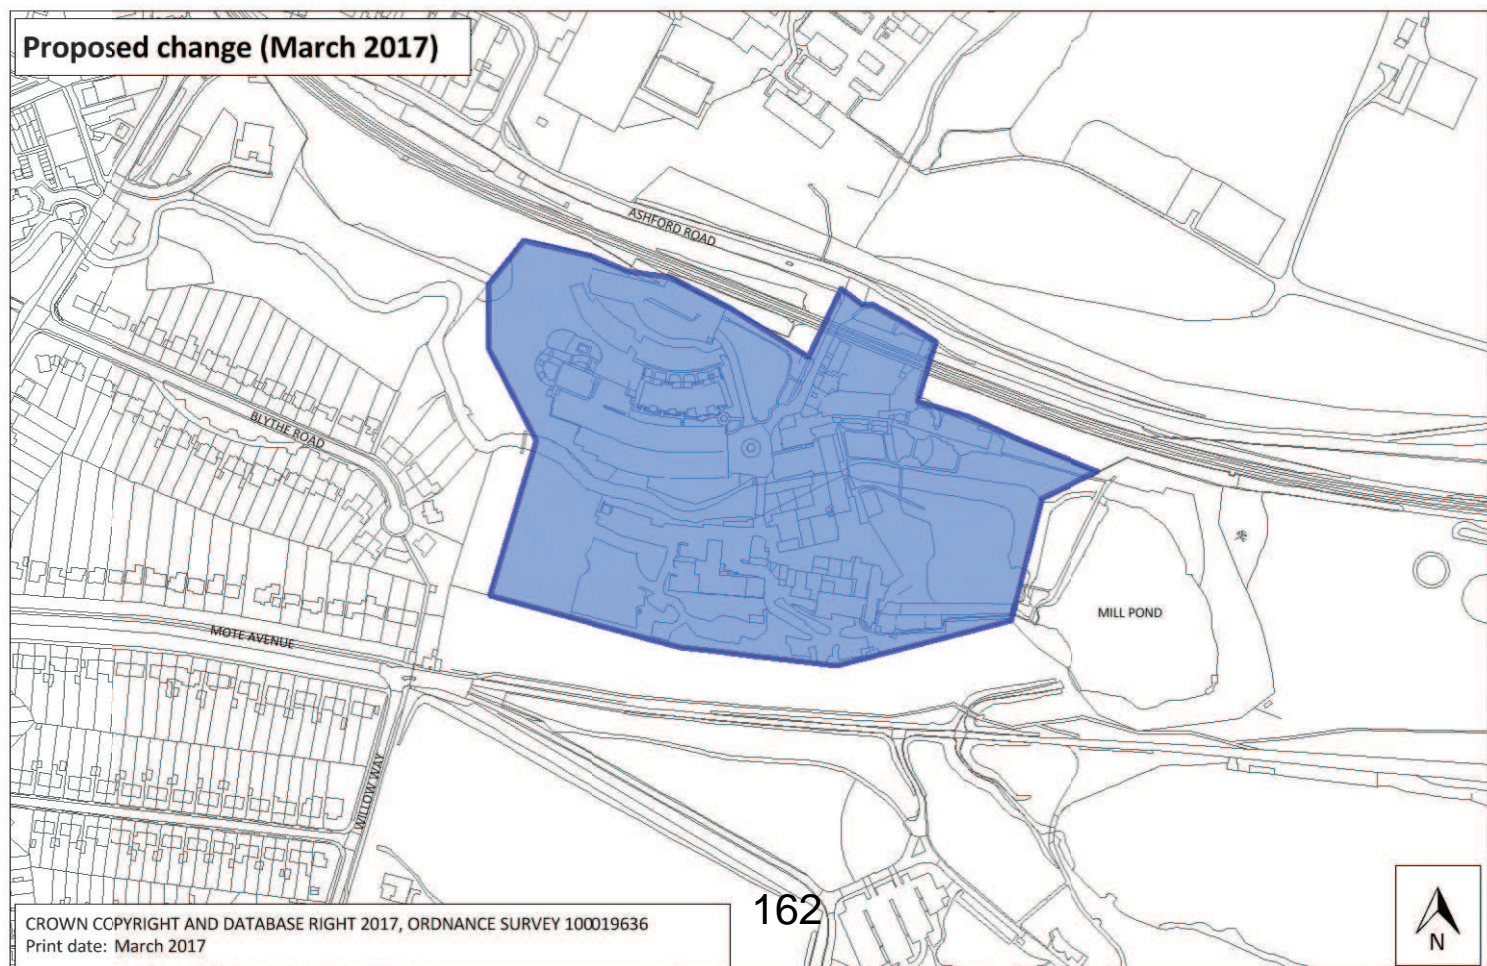 Proposed change (March 2017)
ASHFORD ROAD
BLYTHE ROAD
MILL POND
MOTE AVENUE
WILLOW WAY
162
CROWN COPYRIGHT AND DATABASE RIGHT 2017, ORDNANCE SURVEY 100019636
Print date: March 2017
N